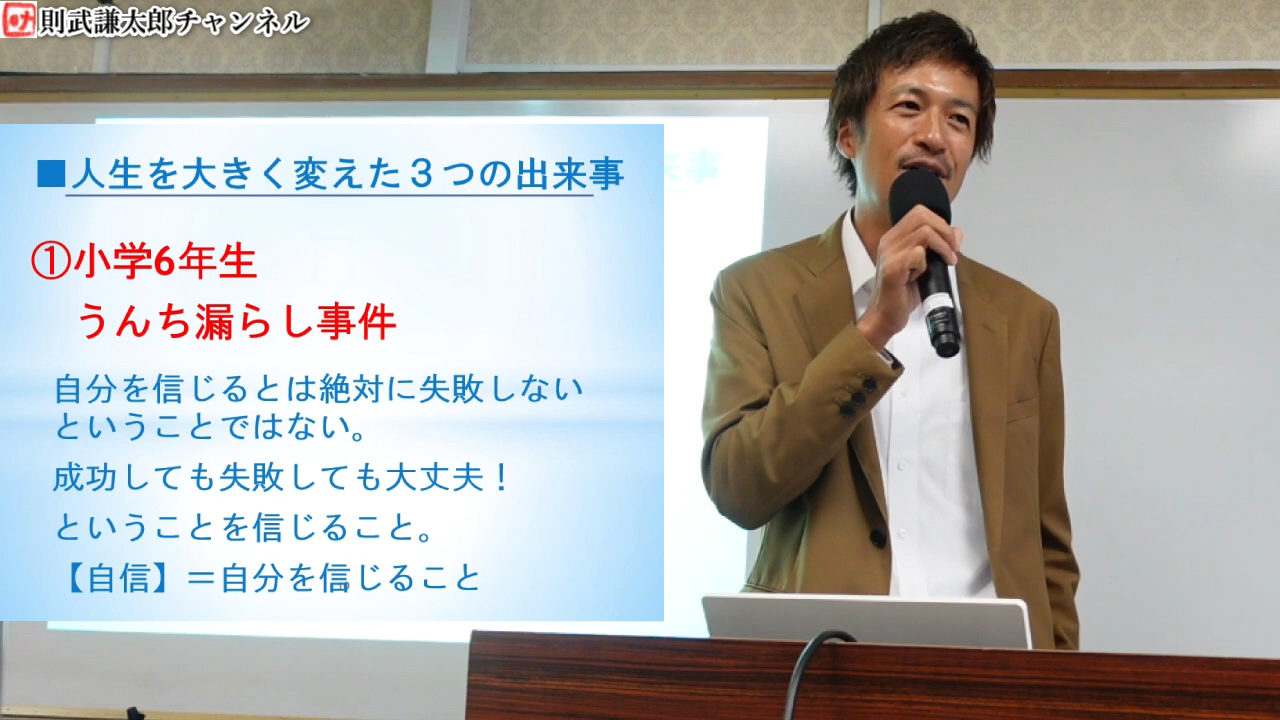 則武謙太郎チャンネル
■人生を大きく変えた３つの出来事
①小学6年生
うんち漏らし事件
自分を信じるとは絶対に失敗しない
ということではない。
成功しても失敗しても大丈夫！
ということを信じること。
【自信】＝自分を信じること